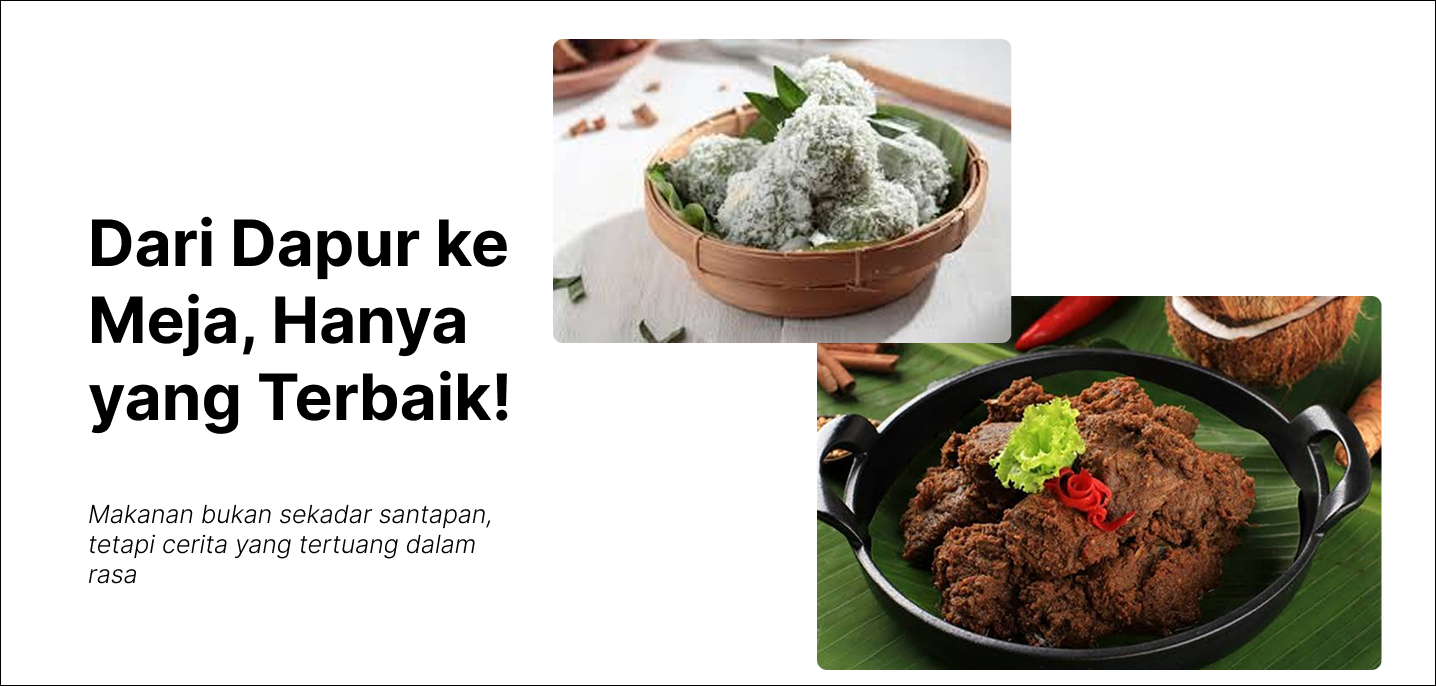 Dari Dapur ke
Meja, Hanya
yang Terbaik!
Makanan bukan sekadar santapan,
tetapi cerita yang tertuang dalam
rasa